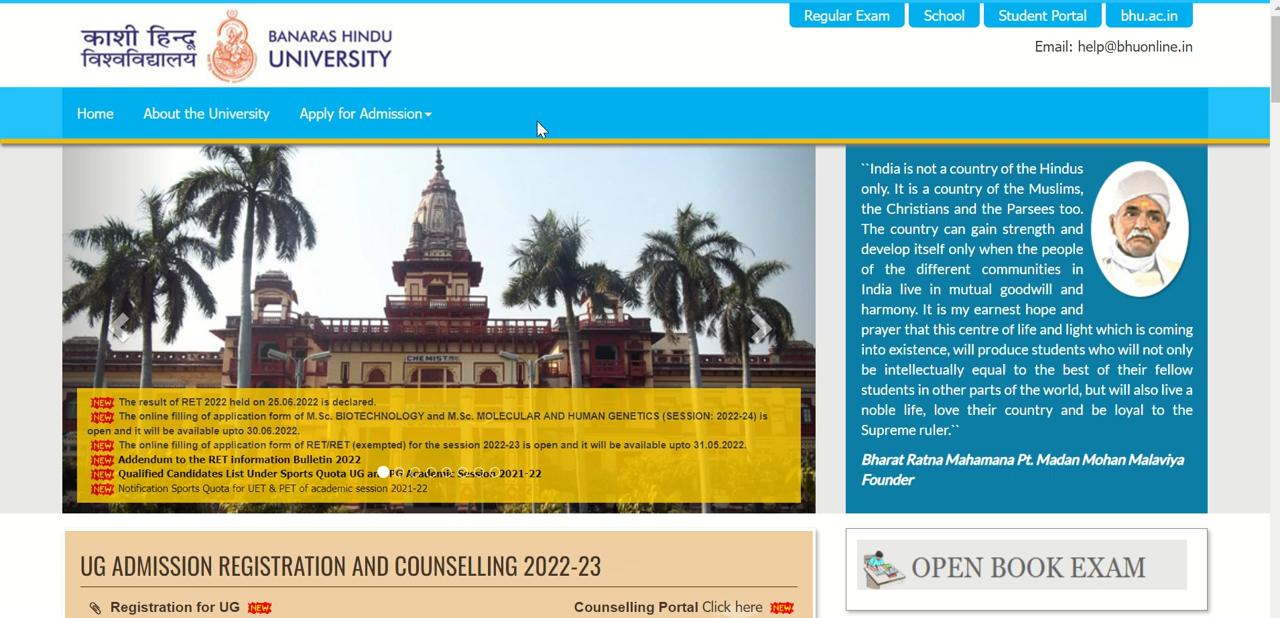 Regular Exam
School
Student Portal
bhu.ac.in
काशी हिन्दू
विश्वविद्यालय
BANARAS HINDU
UNIVERSITY
Email: help@bhuonline.in
Home
About the University
Apply for Admission
CHEMIST
NEW The result of RET 2022 held on 25.06.2022 is declared.
NEW The online filling of application form of M.Sc. BIOTECHNOLOGY and M.Sc. MOLECULAR AND HUMAN GENETICS (SESSION: 2022-24) is
open and it will be available upto 30.06.2022.
NEW The online filling of application form of RET/RET (exempted) for the session 2022-23 is open and it will be available upto 31.05.2022.
NEW Addendum to the RET information Bulletin 2022
NEW Qualified Candidates List Under Sports Quota UG Session 2021-22
NEW Notification Sports Quota for UET & PET of academic session 2021-22
``India is not a country of the Hindus
only. It is a country of the Muslims,
the Christians and the Parsees too.
The country can gain strength and
develop itself only when the people
of the different communities in
India live in mutual goodwill and
harmony. It is my earnest hope and
prayer that this centre of life and light which is coming
into existence, will produce students who will not only
be intellectually equal to the best of their fellow
students in other parts of the world, but will also live a
noble life, love their country and be loyal to the
Supreme ruler.``
Bharat Ratna Mahamana Pt. Madan Mohan Malaviya
Founder
UG ADMISSION REGISTRATION AND COUNSELLING 2022-23
Registration for UG NEW
Counselling Portal Click here NEW
OPEN BOOK EXAM